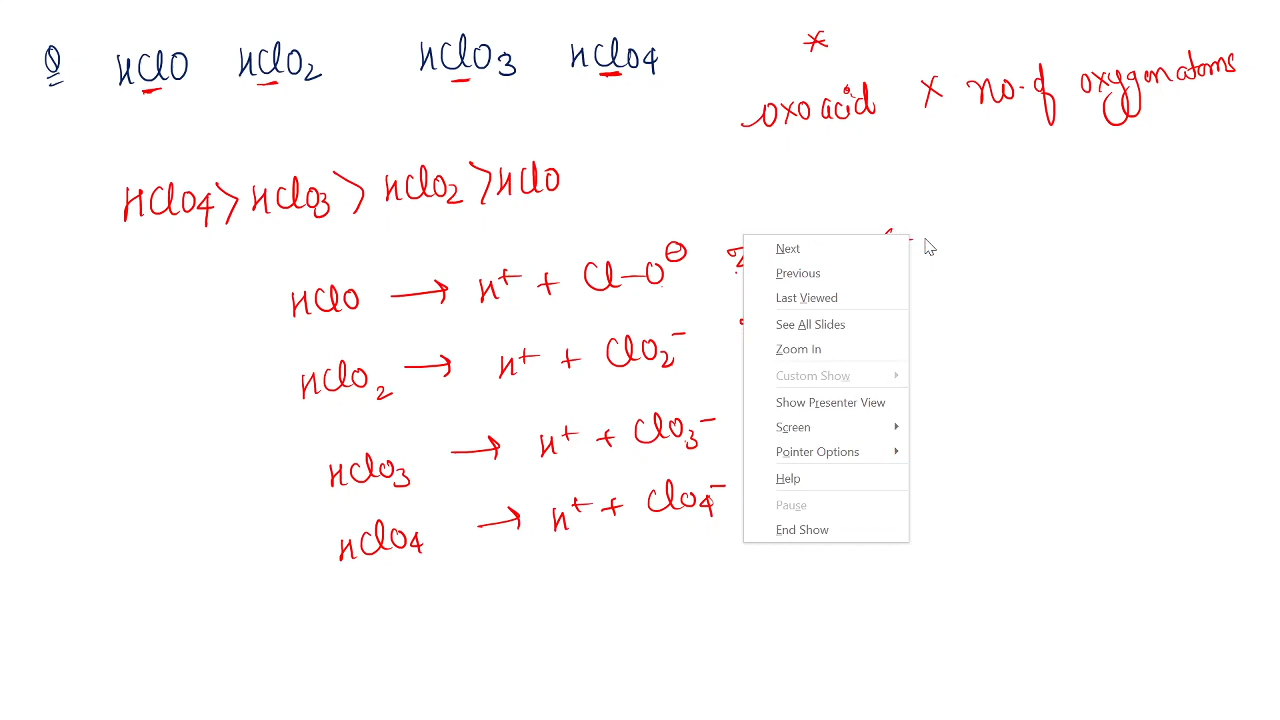 Q HClO HClO2 HClO3 HClO4
*
oxo acid × no. of oxygen atoms
HClO4 > HClO3 > HClO2 > HClO
HClO → H+ + Cl–O⊖
HClO2 → H+ + ClO2-
HClO3 → H+ + ClO3-
HClO4 → H+ + ClO4-
Next
Previous
Last Viewed
See All Slides
Zoom In
Custom Show
Show Presenter View
Screen
Pointer Options
Help
Pause
End Show